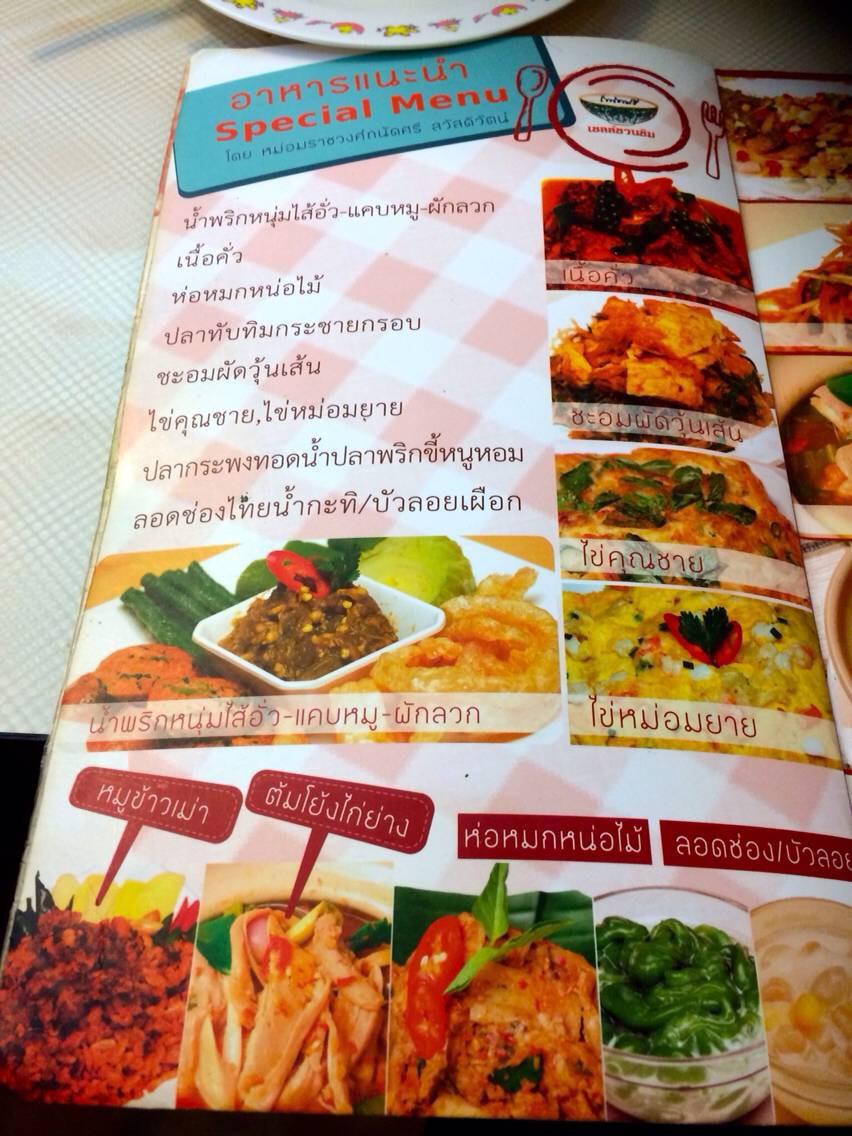 อาหารแนะนำ
Special Menu
โดย หม่อมราชวงศ์ถนัดศรี สวัสดิวัตน์
เชลล์ชวนชิม
น้ำพริกหนุ่มไส้อั่ว-แคบหมู-ผักลวก
เนื้อคั่ว
ห่อหมกหน่อไม้
ปลาทับทิมกระชายกรอบ
ชะอมผัดวุ้นเส้น
ไข่คุณชาย,ไข่หม่อมยาย
ปลากระพงทอดน้ำปลาพริกขี้หนูหอม
ลอดช่องไทยน้ำกะทิ/บัวลอยเผือก
เนื้อคั่ว
ชะอมผัดวุ้นเส้น
ไข่คุณชาย
ไข่หม่อมยาย
น้ำพริกหนุ่มไส้อั่ว-แคบหมู-ผักลวก
หมูข้าวเม่า
ต้มโย้งไก่ย่าง
ห่อหมกหน่อไม้
ลอดช่อง/บัวลอย